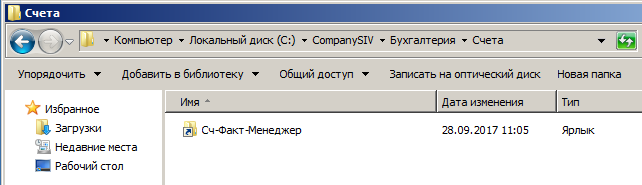 Счета
Компьютер Локальный диск (C:) CompanySIV Бухгалтерия Счета
Упорядочить Добавить в библиотеку Общий доступ Записать на оптический диск Новая папка
Избранное
Загрузки
Недавние места
Рабочий стол
Имя Дата изменения Тип
Сч-Факт-Менеджер 28.09.2017 11:05 Ярлык